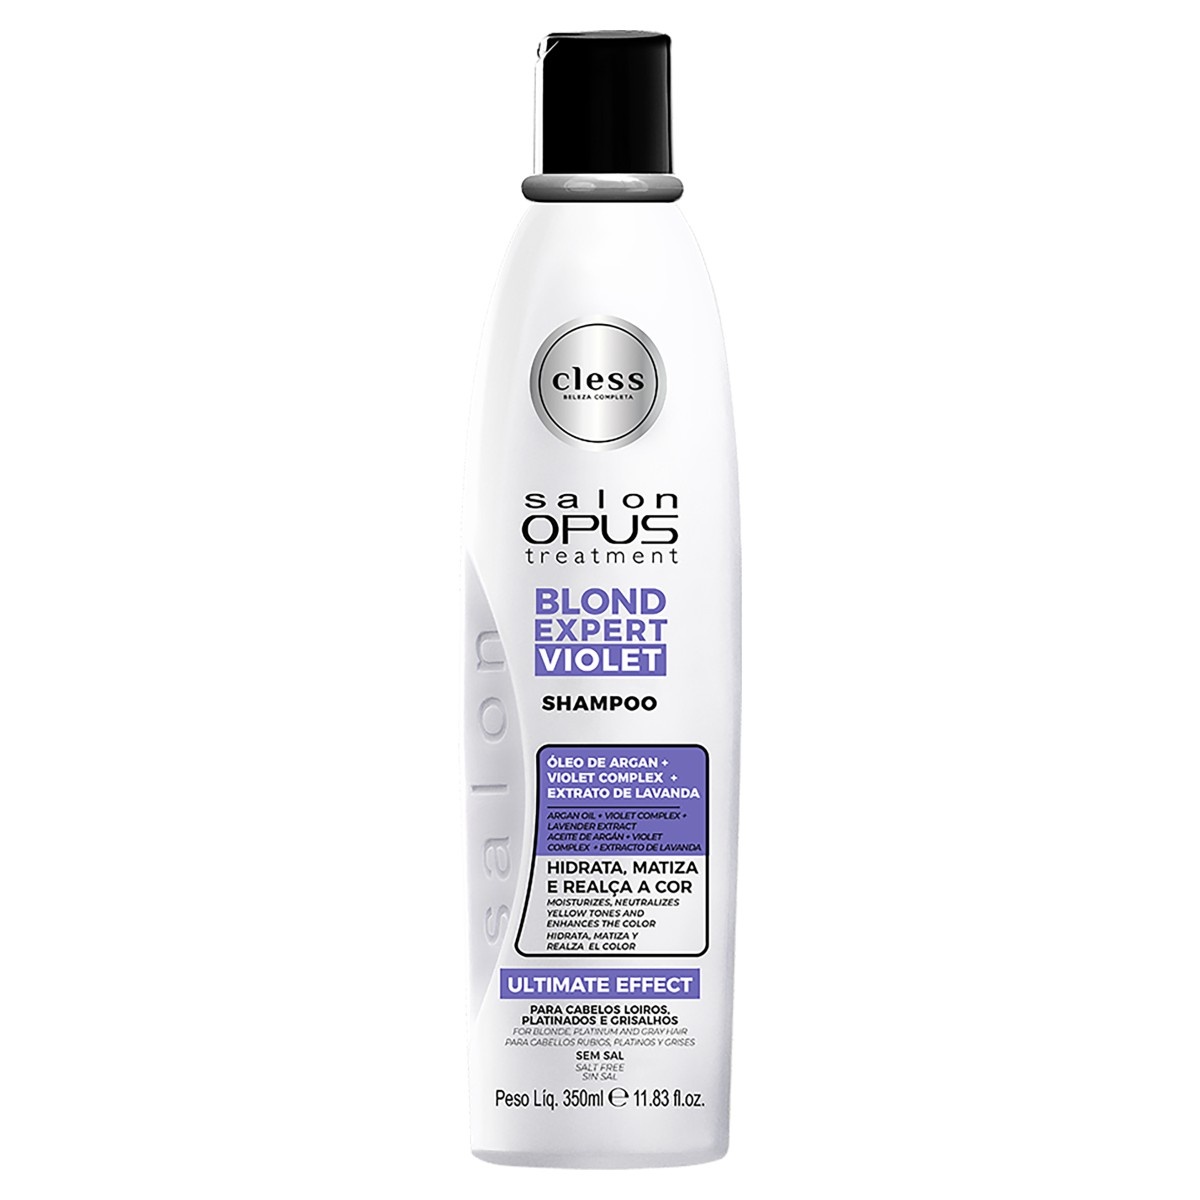 cless
BELEZA COMPLETA
salon
OPUS
treatment
BLOND
EXPERT
VIOLET
SHAMPOO
salon
ÓLEO DE ARGAN +
VIOLET COMPLEX +
EXTRATO DE LAVANDA
ARGAN OIL + VIOLET COMPLEX +
LAVENDER EXTRACT
ACEITE DE ARGÁN + VIOLET
COMPLEX + EXTRACTO DE LAVANDA
HIDRATA, MATIZA
E REALÇA A COR
MOISTURIZES, NEUTRALIZES
YELLOW TONES AND
ENHANCES THE COLOR
HIDRATA, MATIZA Y
REALZA EL COLOR
ULTIMATE EFFECT
PARA CABELOS LOIROS,
PLATINADOS E GRISALHOS
FOR BLONDE, PLATINUM AND GRAY HAIR
PARA CABELLOS RUBIOS, PLATINOS Y GRISES
SEM SAL
SALT FREE
SIN SAL
Peso Líq. 350ml ℮ 11.83 fl.oz.